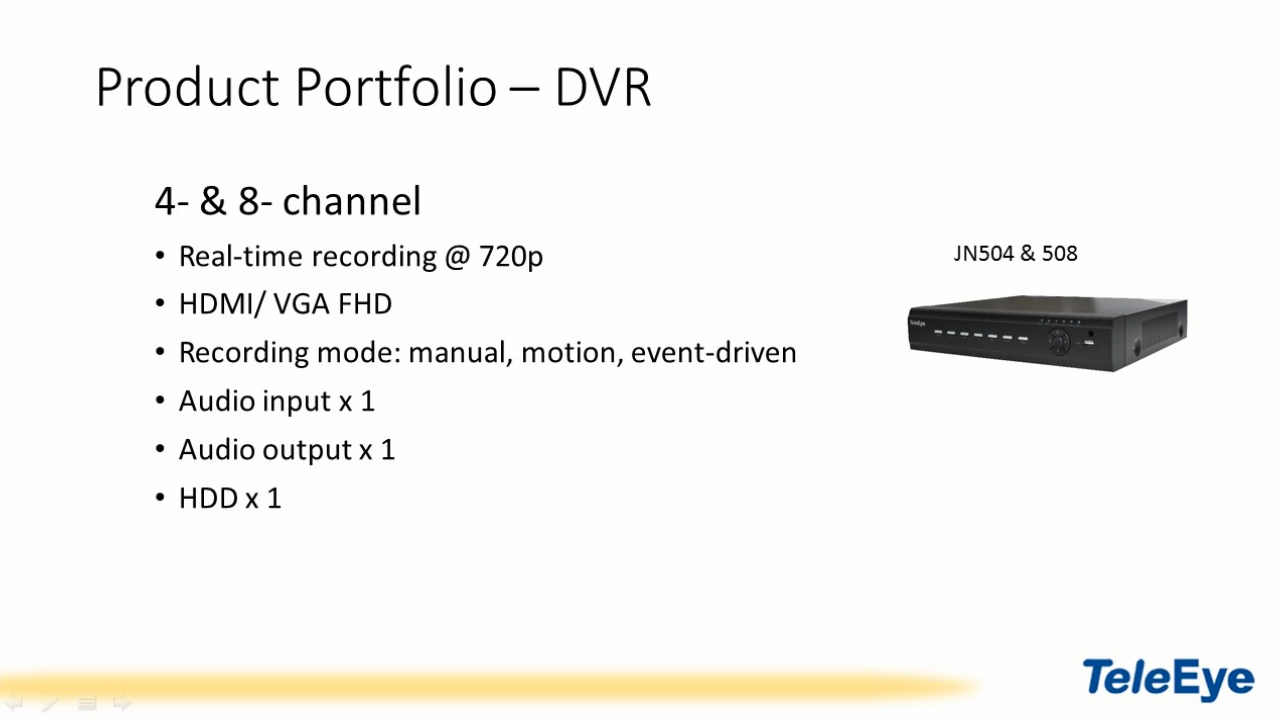 Product Portfolio – DVR
4- & 8- channel
• Real-time recording @ 720p
• HDMI/ VGA FHD
• Recording mode: manual, motion, event-driven
• Audio input x 1
• Audio output x 1
• HDD x 1
JN504 & 508
TeleEye
TeleEye